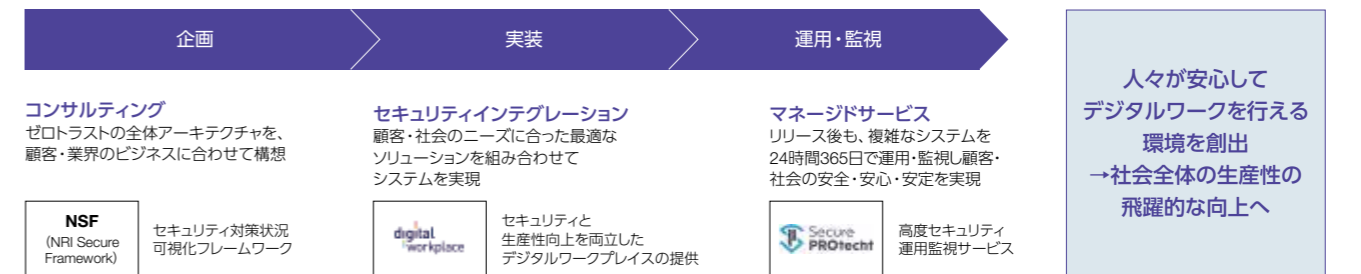 企画
実装
運用・監視
コンサルティング
ゼロトラストの全体アーキテクチャを、
顧客・業界のビジネスに合わせて構想
NSF
(NRI Secure
Framework)
セキュリティ対策状況
可視化フレームワーク
セキュリティインテグレーション
顧客・社会のニーズに合った最適な
ソリューションを組み合わせて
システムを実現
digital
workplace
セキュリティと
生産性向上を両立した
デジタルワークプレイスの提供
マネージドサービス
リリース後も、複雑なシステムを
24時間365日で運用・監視し顧客・
社会の安全・安心・安定を実現
Secure
PROtecht
高度セキュリティ
運用監視サービス
人々が安心して
デジタルワークを行える
環境を創出
→社会全体の生産性の
飛躍的な向上へ